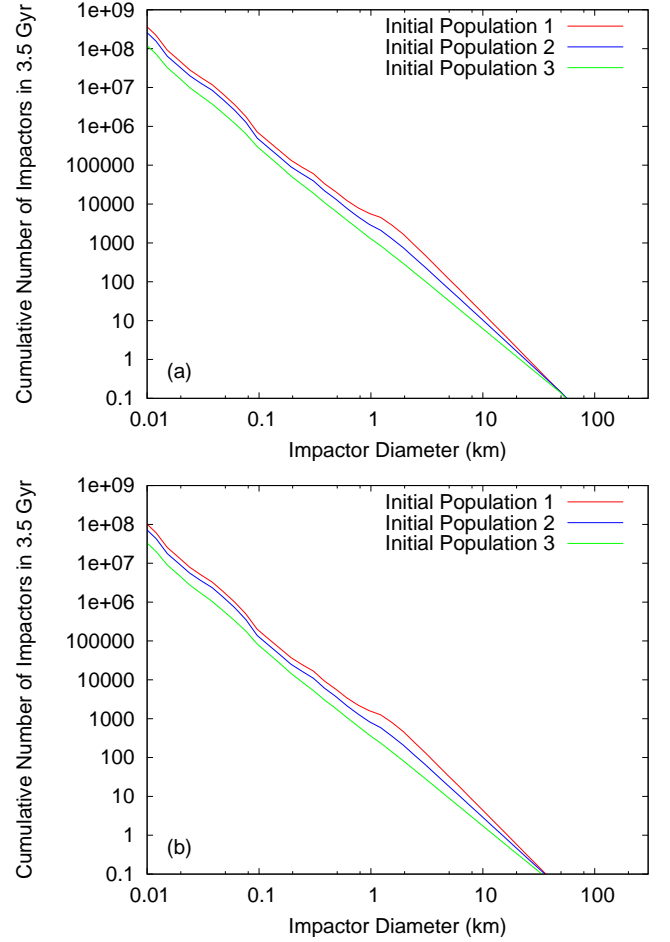 Cumulative Number of Impactors in 3.5 Gyr
1e+09
1e+08
1e+07
1e+06
100000
10000
1000
100
10
1
0.1
Initial Population 1
Initial Population 2
Initial Population 3
(a)
0.01 0.1 1 10 100
Impactor Diameter (km)
Cumulative Number of Impactors in 3.5 Gyr
1e+09
1e+08
1e+07
1e+06
100000
10000
1000
100
10
1
0.1
Initial Population 1
Initial Population 2
Initial Population 3
(b)
0.01 0.1 1 10 100
Impactor Diameter (km)